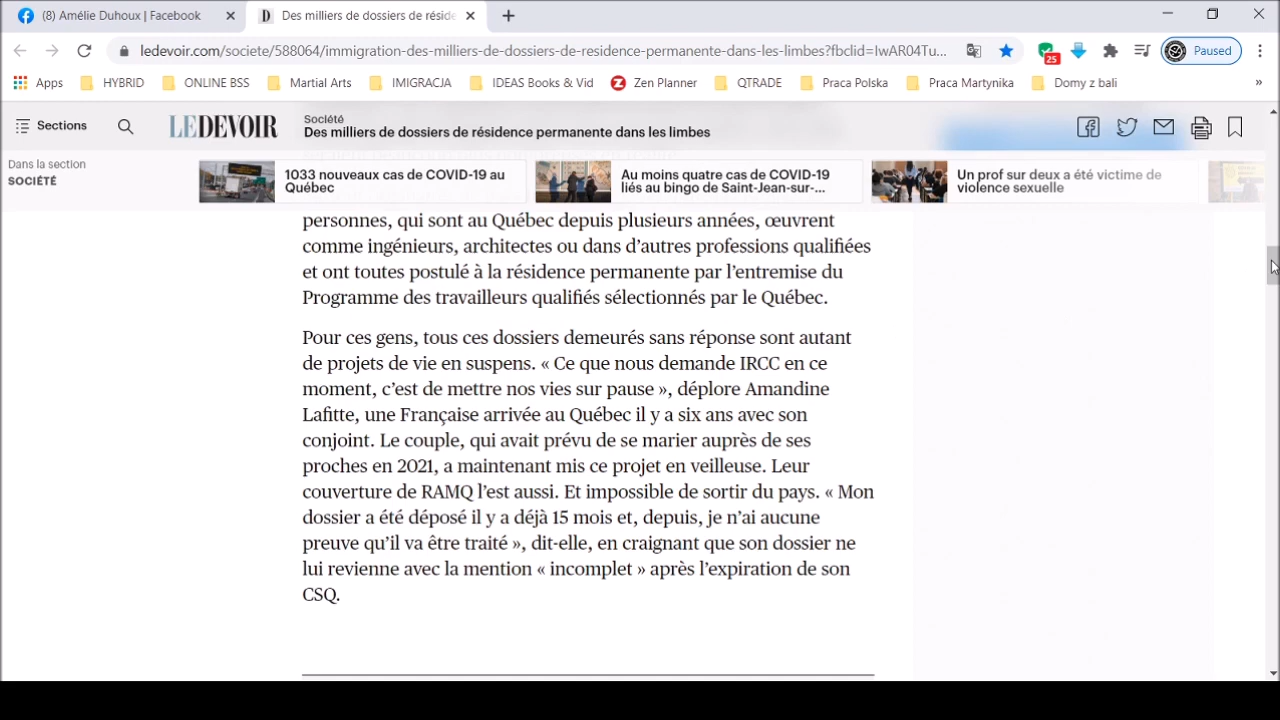 (8) Amélie Duhoux | Facebook
Des milliers de dossiers de réside
ledevoir.com/societe/588064/immigration-des-milliers-de-dossiers-de-residence-permanente-dans-les-limbes?fbclid=IwAR04Tu...
25
Paused
Apps HYBRID ONLINE BSS Martial Arts IMIGRACJA IDEAS Books & Vid Zen Planner QTRADE Praca Polska Praca Martynika Domy z bali »
Sections
LE DEVOIR
Société
Des milliers de dossiers de résidence permanente dans les limbes
Dans la section
SOCIÉTÉ
1033 nouveaux cas de COVID-19 au
Québec
Au moins quatre cas de COVID-19
liés au bingo de Saint-Jean-sur-...
Un prof sur deux a été victime de
violence sexuelle
personnes, qui sont au Québec depuis plusieurs années, œuvrent
comme ingénieurs, architectes ou dans d’autres professions qualifiées
et ont toutes postulé à la résidence permanente par l’entremise du
Programme des travailleurs qualifiés sélectionnés par le Québec.
Pour ces gens, tous ces dossiers demeurés sans réponse sont autant
de projets de vie en suspens. « Ce que nous demande IRCC en ce
moment, c’est de mettre nos vies sur pause », déplore Amandine
Lafitte, une Française arrivée au Québec il y a six ans avec son
conjoint. Le couple, qui avait prévu de se marier auprès de ses
proches en 2021, a maintenant mis ce projet en veilleuse. Leur
couverture de RAMQ l’est aussi. Et impossible de sortir du pays. « Mon
dossier a été déposé il y a déjà 15 mois et, depuis, je n’ai aucune
preuve qu’il va être traité », dit-elle, en craignant que son dossier ne
lui revienne avec la mention « incomplet » après l’expiration de son
CSQ.